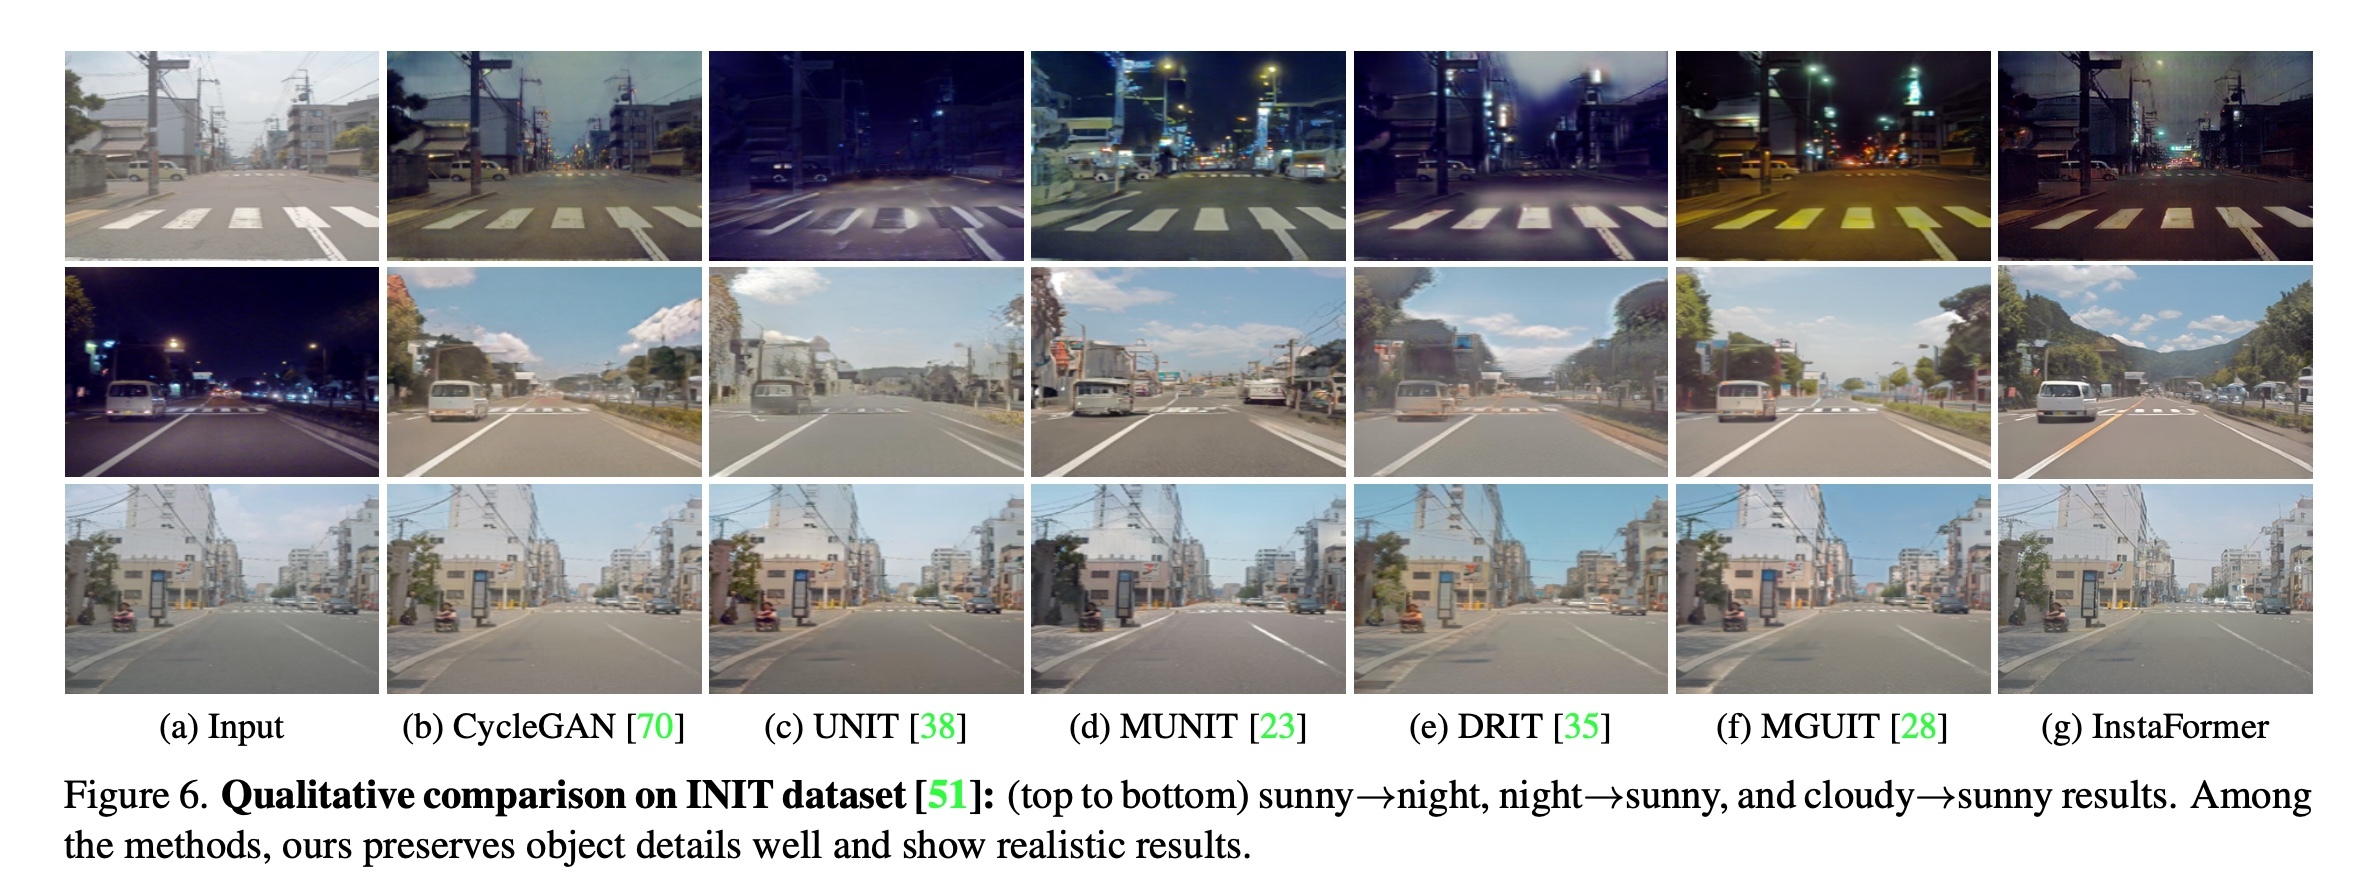 (a) Input (b) CycleGAN [70] (c) UNIT [38] (d) MUNIT [23] (e) DRIT [35] (f) MGUIT [28] (g) InstaFormer
Figure 6. Qualitative comparison on INIT dataset [51]: (top to bottom) sunny→night, night→sunny, and cloudy→sunny results. Among
the methods, ours preserves object details well and show realistic results.